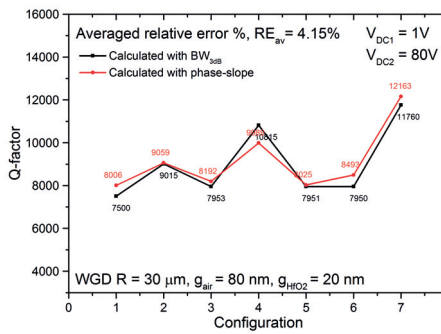 16000
14000
12000
10000
8000
6000
4000
Q-factor
Averaged relative error %, RE_av = 4.15%
V_DC1 = 1V
V_DC2 = 80V
Calculated with BW_3dB
Calculated with phase-slope
8006
9059
8192
10815
8025
8493
12163
7500
9015
7953
7951
7950
11760
WGD R = 30 μm, g_air = 80 nm, g_HfO2 = 20 nm
0 1 2 3 4 5 6 7
Configuration